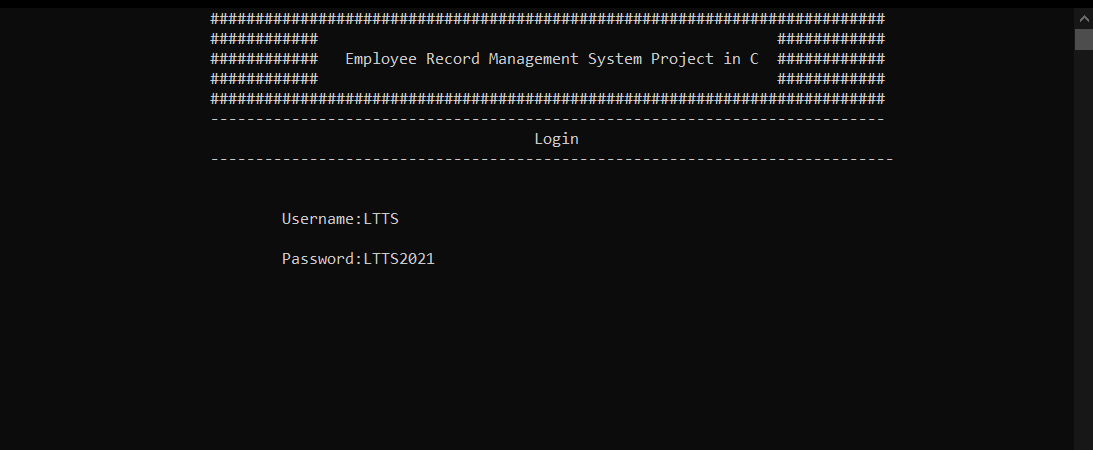 ###########################################################################
############                                                   ############
############   Employee Record Management System Project in C  ############
############                                                   ############
###########################################################################
---------------------------------------------------------------------------
Login
----------------------------------------------------------------------------
Username:LTTS
Password:LTTS2021